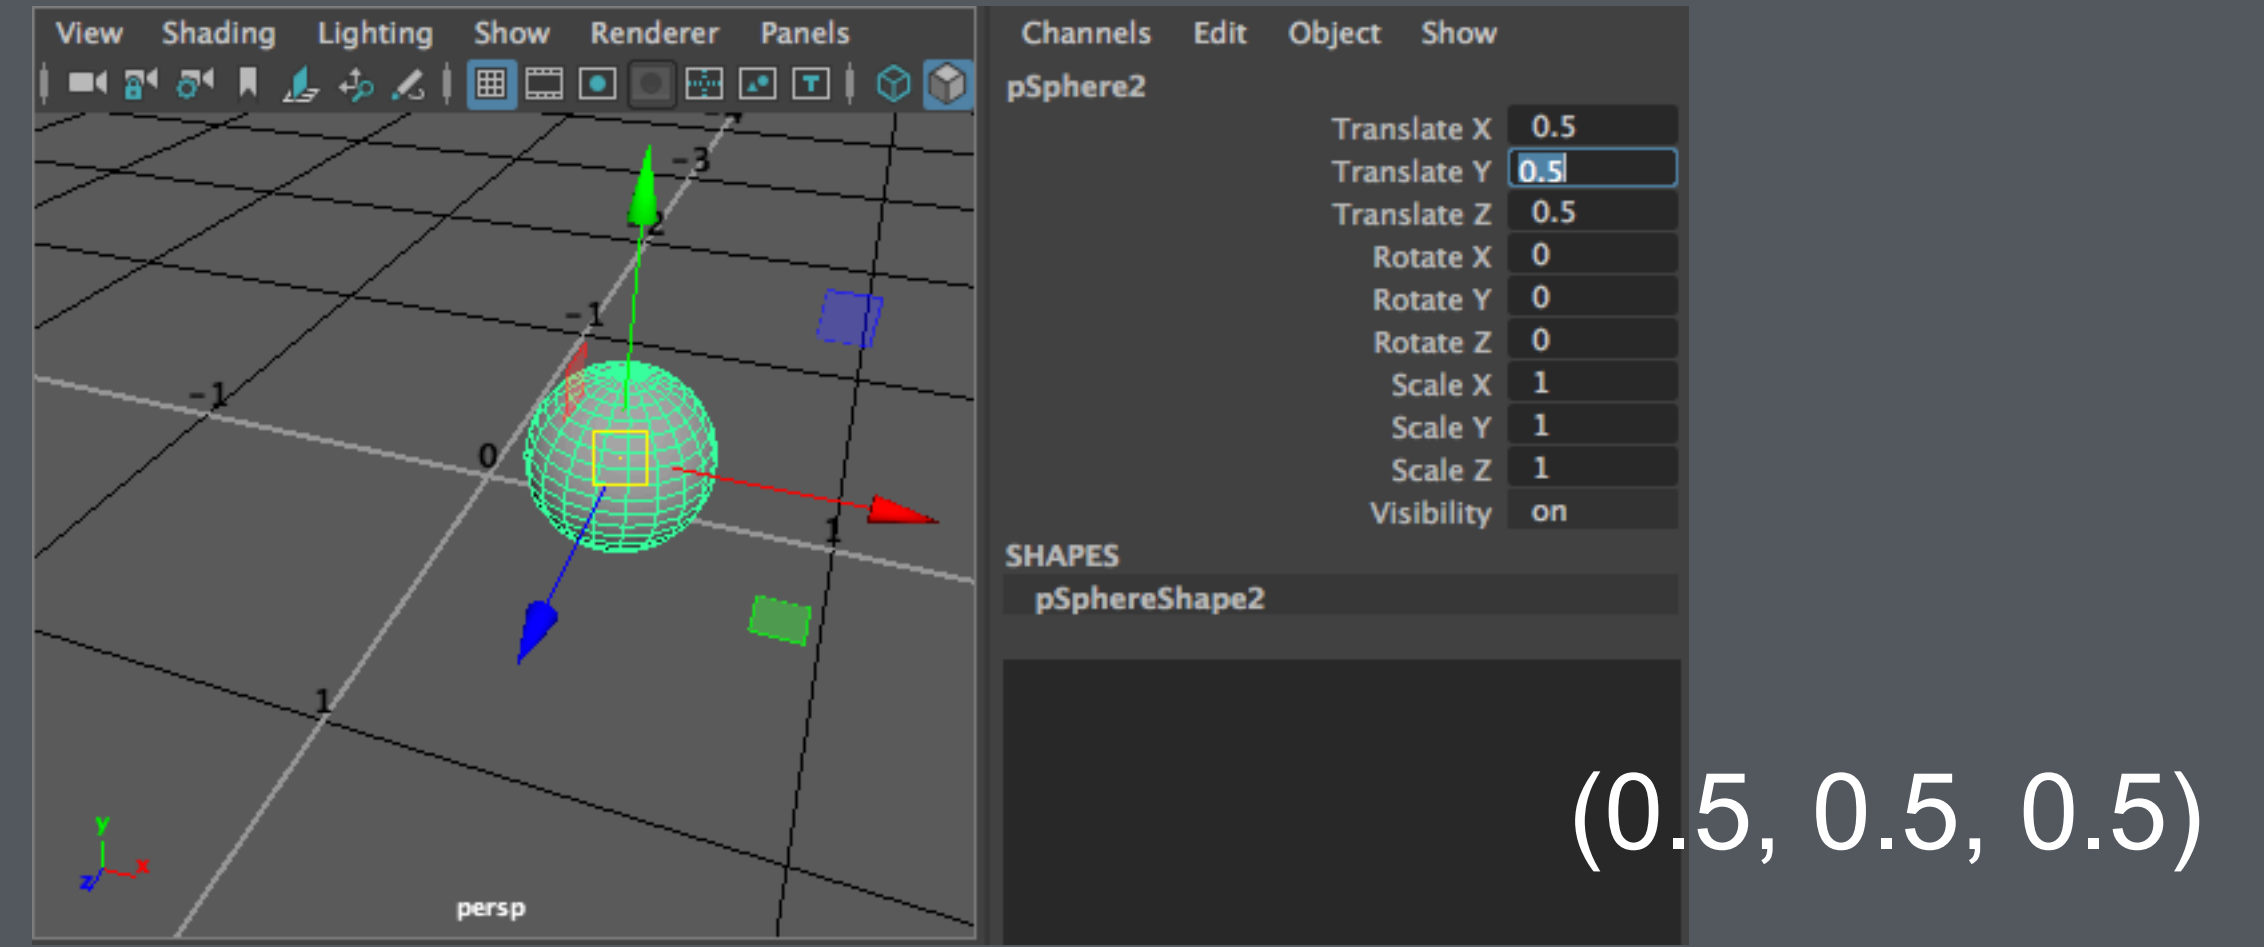 View Shading Lighting Show Renderer Panels
T
-3
-2
-1
-1
0
1
1
y
x
z
persp
Channels Edit Object Show
pSphere2
Translate X 0.5
Translate Y 0.5
Translate Z 0.5
Rotate X 0
Rotate Y 0
Rotate Z 0
Scale X 1
Scale Y 1
Scale Z 1
Visibility on
SHAPES
pSphereShape2
(0.5, 0.5, 0.5)